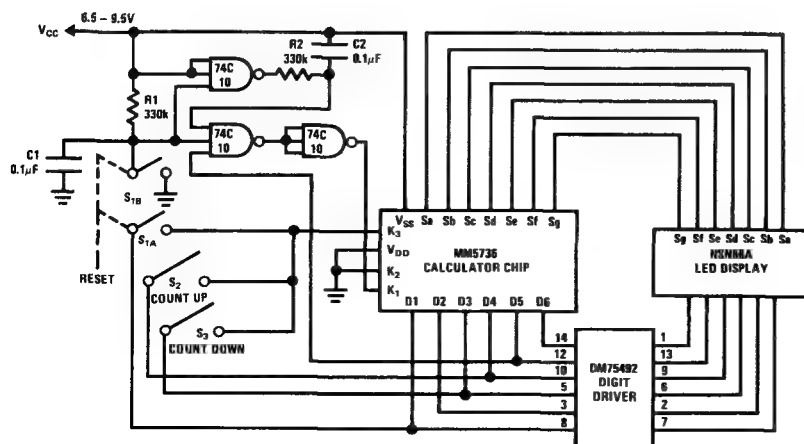 VCC
6.5 – 9.5V
R2
330k
C2
0.1µF
74C
10
R1
330k
74C
10
74C
10
C1
0.1µF
S1B
S1A
RESET
S2
COUNT UP
S3
COUNT DOWN
VSS Sa Sb Sc Sd Se Sf Sg
K3
VDD
K2
K1
MM5736
CALCULATOR CHIP
D1 D2 D3 D4 D5 D6
Sg Sf Se Sd Sc Sb Sa
LED DISPLAY
14
12
10
5
3
8
DM75492
DIGIT
DRIVER
1
13
9
6
2
7